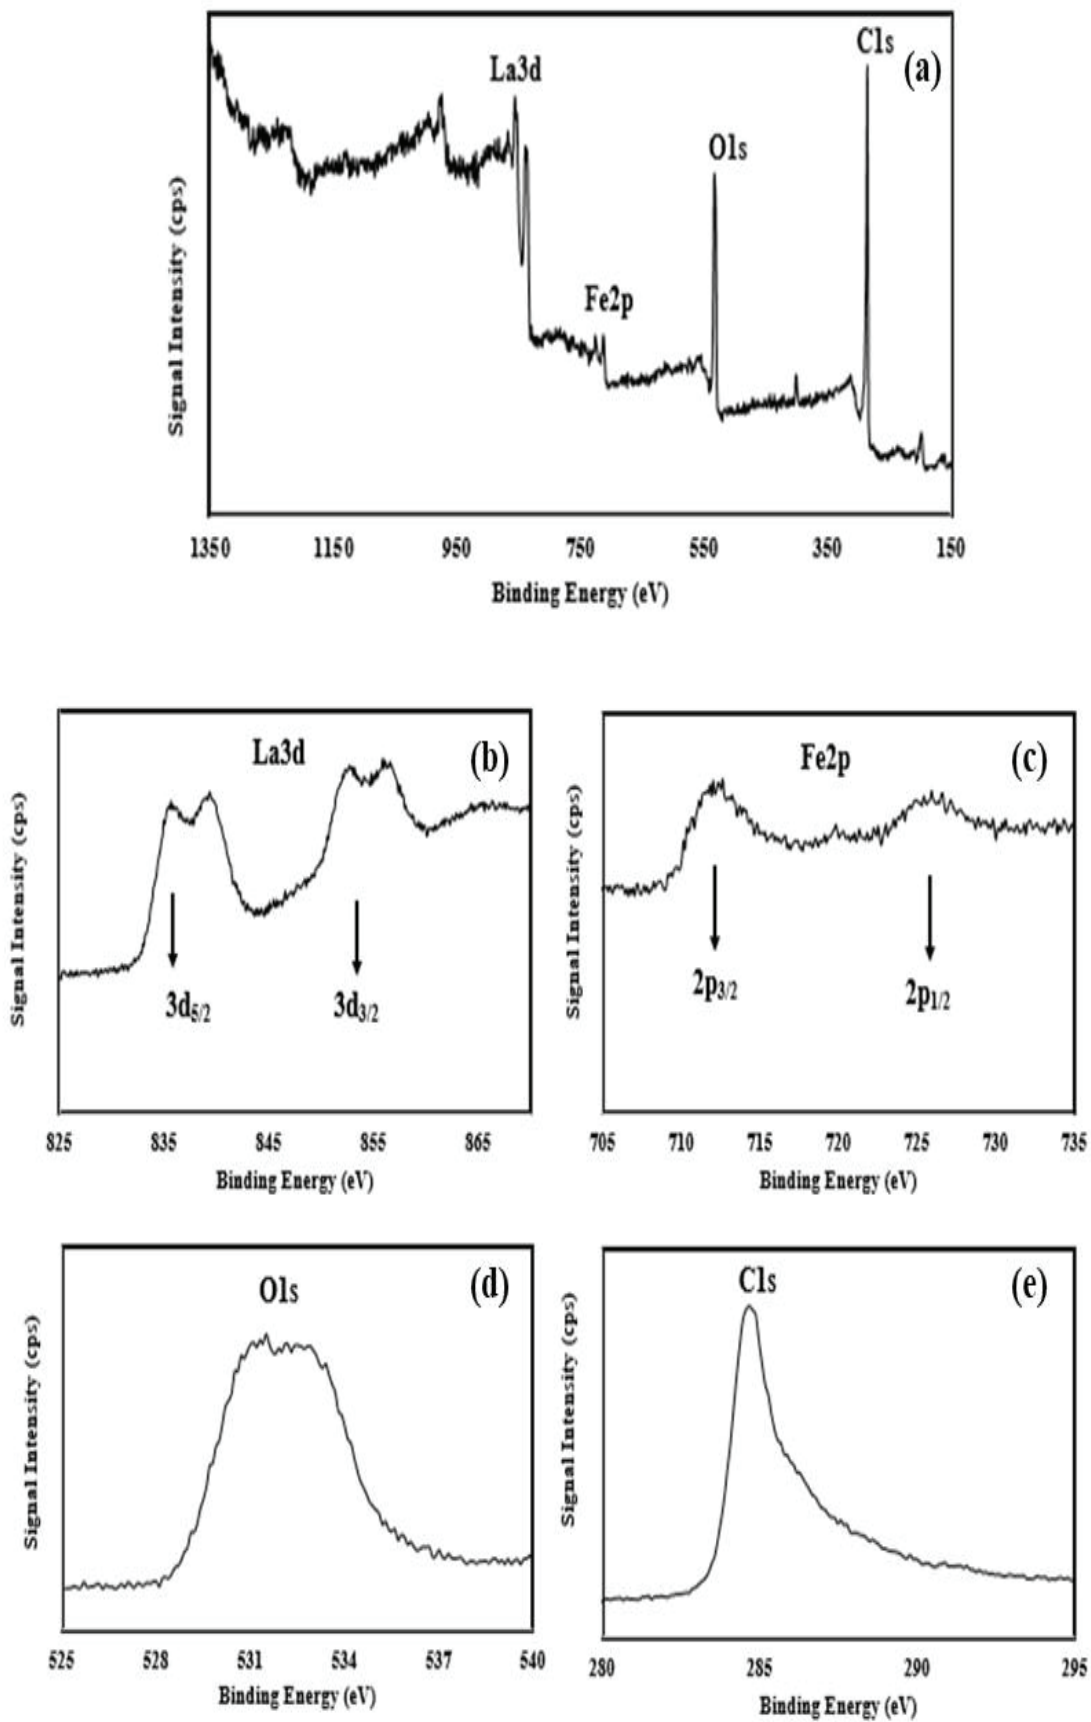 C1s
(a)
La3d
O1s
Fe2p
Signal Intensity (cps)
1350 1150 950 750 550 350 150
Binding Energy (eV)
La3d
(b)
3d5/2
3d3/2
Signal Intensity (cps)
825 835 845 855 865
Binding Energy (eV)
Fe2p
(c)
2p3/2
2p1/2
Signal Intensity (cps)
705 710 715 720 725 730 735
Binding Energy (eV)
O1s
(d)
Signal Intensity (cps)
525 528 531 534 537 540
Binding Energy (eV)
C1s
(e)
Signal Intensity (cps)
280 285 290 295
Binding Energy (eV)